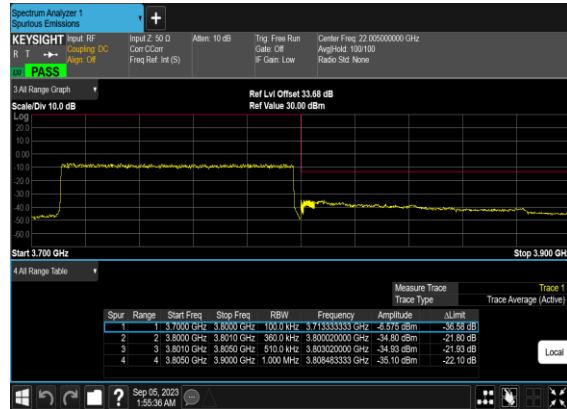 Spectrum Analyzer 1
Spurious Emissions
KEYSIGHT Input: RF Input Z: 50 Ω Atten: 10 dB Trig: Free Run Center Freq: 22.005000000 GHz
R T Coupling: DC Corr CCorr Gate: Off Avg|Hold: 100/100
Align: Off Freq Ref: Int (S) IF Gain: Low Radio Std: None
PASS
3 All Range Graph
Ref Lvl Offset 33.68 dB
Scale/Div 10.0 dB Ref Value 30.00 dBm
Log
20.0
10.0
0.00
-10.0
-20.0
-30.0
-40.0
-50.0
-60.0
Start 3.700 GHz Stop 3.900 GH
4 All Range Table
Measure Trace Trace 1
Trace Type Trace Average (Active)
Spur Range Start Freq Stop Freq RBW Frequency Amplitude ΔLimit
1 1 3.7000 GHz 3.8000 GHz 100.0 kHz 3.713333333 GHz -6.575 dBm -36.58 dB
2 2 3.8000 GHz 3.8010 GHz 360.0 kHz 3.800020000 GHz -34.80 dBm -21.80 dB
3 3 3.8010 GHz 3.8050 GHz 510.0 kHz 3.803020000 GHz -34.93 dBm -21.93 dB
4 4 3.8050 GHz 3.9000 GHz 1.000 MHz 3.808483333 GHz -35.10 dBm -22.10 dB
Local
?
Sep 05, 2023
1:55:36 AM